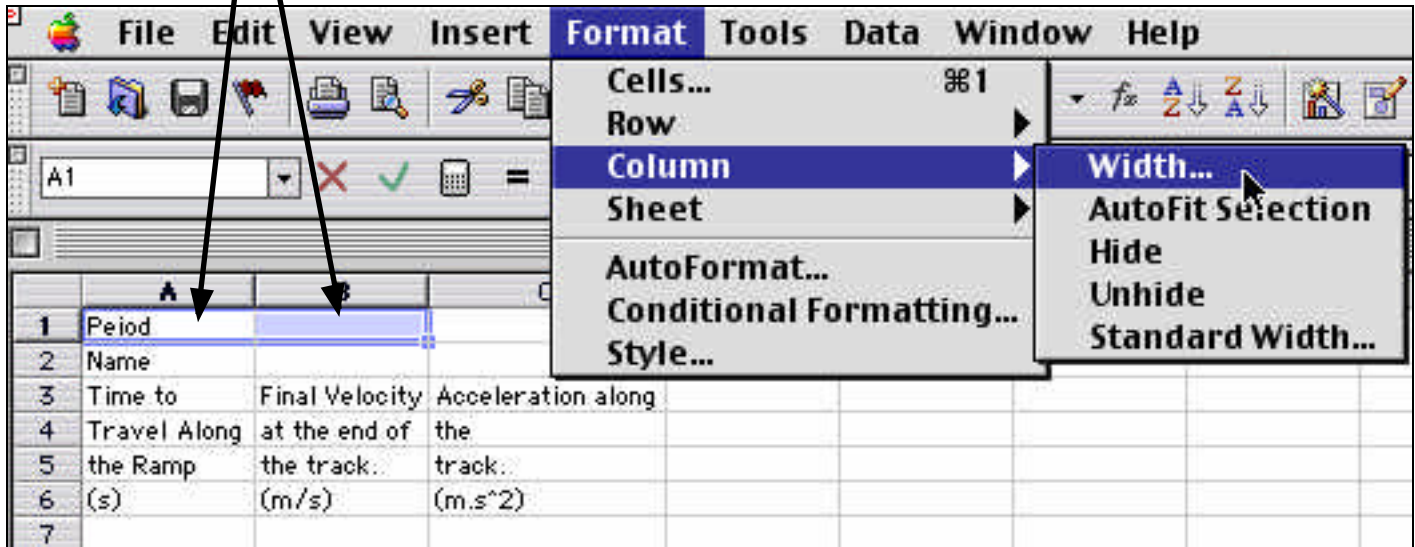 File Edit View Insert Format Tools Data Window Help
Cells... ⌘1
Row
Column
Sheet
AutoFormat...
Conditional Formatting...
Style...
Width...
AutoFit Selection
Hide
Unhide
Standard Width...
A1 =
A B C
1 Peiod
2 Name
3 Time to Final Velocity Acceleration along
4 Travel Along at the end of the
5 the Ramp the track. track.
6 (s) (m/s) (m.s^2)
7